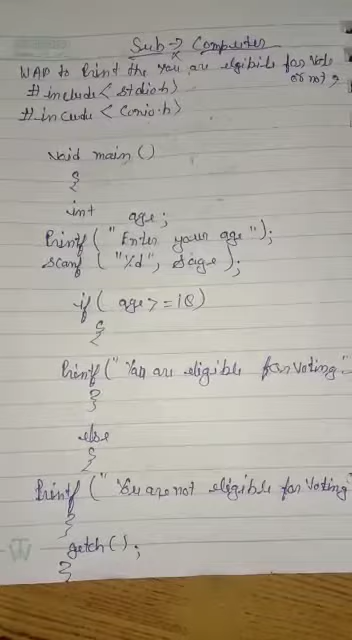 Sub → Computer
WAP to Print the You are elgibile for Vote
or not ?
# include < stdio.h>
# incude < Conio.h>
Void main ()
{
int age;
Printf ( "Enter your age");
Scanf ( "%d", &age);
if ( age >= 18)
{
Printf (" You are eligible for Voting"
}
else
{
Printf (" You are not eligible for Voting"
}
getch();
}